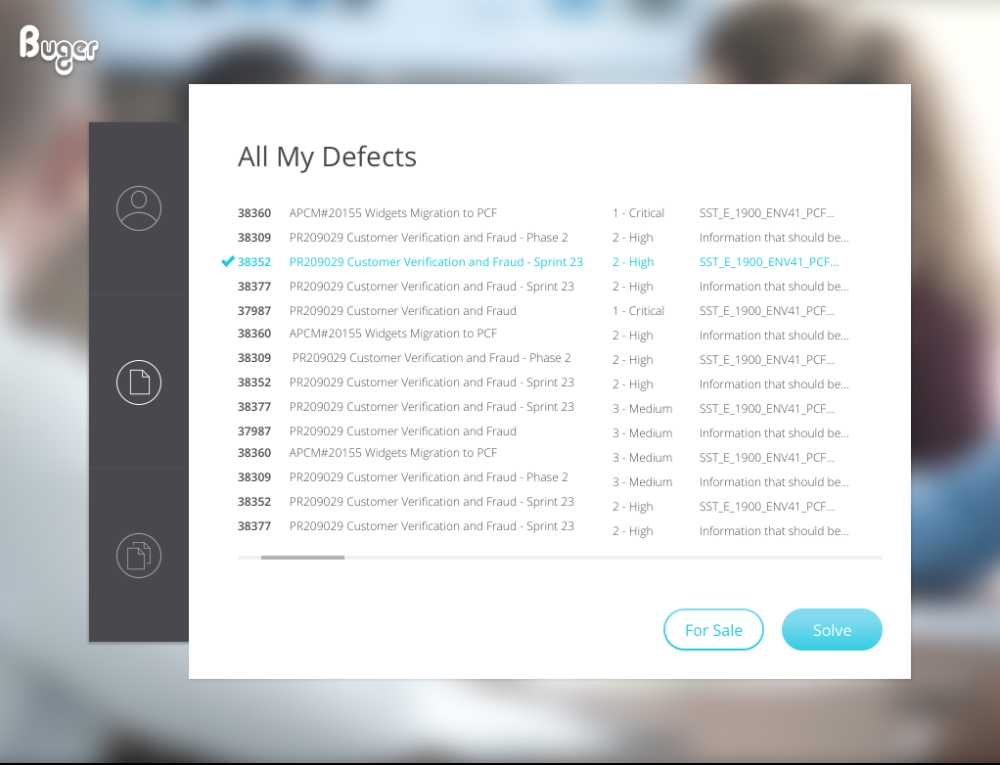 Buger
All My Defects
38360 APCM#20155 Widgets Migration to PCF 1 - Critical SST_E_1900_ENV41_PCF...
38309 PR209029 Customer Verification and Fraud - Phase 2 2 - High Information that should be...
38352 PR209029 Customer Verification and Fraud - Sprint 23 2 - High SST_E_1900_ENV41_PCF...
38377 PR209029 Customer Verification and Fraud - Sprint 23 2 - High Information that should be...
37987 PR209029 Customer Verification and Fraud 1 - Critical SST_E_1900_ENV41_PCF...
38360 APCM#20155 Widgets Migration to PCF 2 - High Information that should be...
38309 PR209029 Customer Verification and Fraud - Phase 2 2 - High SST_E_1900_ENV41_PCF...
38352 PR209029 Customer Verification and Fraud - Sprint 23 2 - High Information that should be...
38377 PR209029 Customer Verification and Fraud - Sprint 23 3 - Medium SST_E_1900_ENV41_PCF...
37987 PR209029 Customer Verification and Fraud 3 - Medium Information that should be...
38360 APCM#20155 Widgets Migration to PCF 3 - Medium SST_E_1900_ENV41_PCF...
38309 PR209029 Customer Verification and Fraud - Phase 2 3 - Medium Information that should be...
38352 PR209029 Customer Verification and Fraud - Sprint 23 2 - High SST_E_1900_ENV41_PCF...
38377 PR209029 Customer Verification and Fraud - Sprint 23 2 - High Information that should be...
For Sale Solve